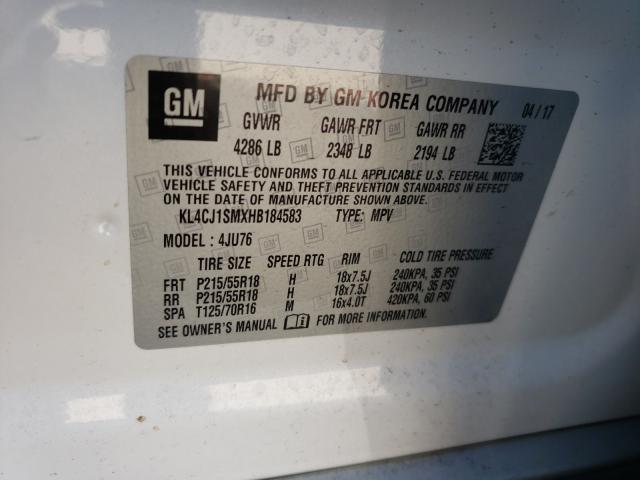 GM MFD BY GM KOREA COMPANY 04/17
GVWR GAWR FRT GAWR RR
4286 LB 2348 LB 2194 LB
THIS VEHICLE CONFORMS TO ALL APPLICABLE U.S. FEDERAL MOTOR
VEHICLE SAFETY AND THEFT PREVENTION STANDARDS IN EFFECT
ON THE DATE OF MANUFACTURE SHOWN ABOVE.
KL4CJ1SMXHB184583 TYPE: MPV
MODEL : 4JU76
TIRE SIZE SPEED RTG RIM COLD TIRE PRESSURE
FRT P215/55R18 H 18x7.5J 240KPA, 35 PSI
RR P215/55R18 H 18x7.5J 240KPA, 35 PSI
SPA T125/70R16 M 16x4.0T 420KPA, 60 PSI
SEE OWNER'S MANUAL FOR MORE INFORMATION.